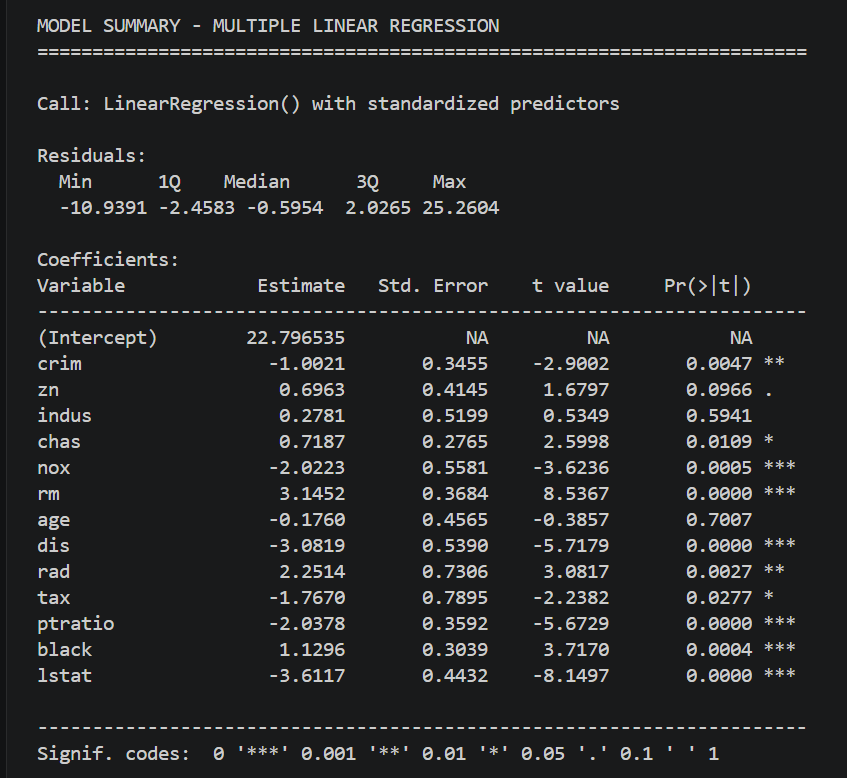 MODEL SUMMARY - MULTIPLE LINEAR REGRESSION
======================================================================
Call: LinearRegression() with standardized predictors
Residuals:
  Min      1Q    Median      3Q     Max
  -10.9391 -2.4583 -0.5954  2.0265 25.2604
Coefficients:
Variable            Estimate   Std. Error    t value     Pr(>|t|)
----------------------------------------------------------------------
(Intercept)        22.796535           NA         NA           NA
crim                 -1.0021       0.3455    -2.9002       0.0047 **
zn                    0.6963       0.4145     1.6797       0.0966 .
indus                 0.2781       0.5199     0.5349       0.5941
chas                  0.7187       0.2765     2.5998       0.0109 *
nox                  -2.0223       0.5581    -3.6236       0.0005 ***
rm                    3.1452       0.3684     8.5367       0.0000 ***
age                  -0.1760       0.4565    -0.3857       0.7007
dis                  -3.0819       0.5390    -5.7179       0.0000 ***
rad                   2.2514       0.7306     3.0817       0.0027 **
tax                  -1.7670       0.7895    -2.2382       0.0277 *
ptratio              -2.0378       0.3592    -5.6729       0.0000 ***
black                 1.1296       0.3039     3.7170       0.0004 ***
lstat                -3.6117       0.4432    -8.1497       0.0000 ***
----------------------------------------------------------------------
Signif. codes:  0 '***' 0.001 '**' 0.01 '*' 0.05 '.' 0.1 ' ' 1